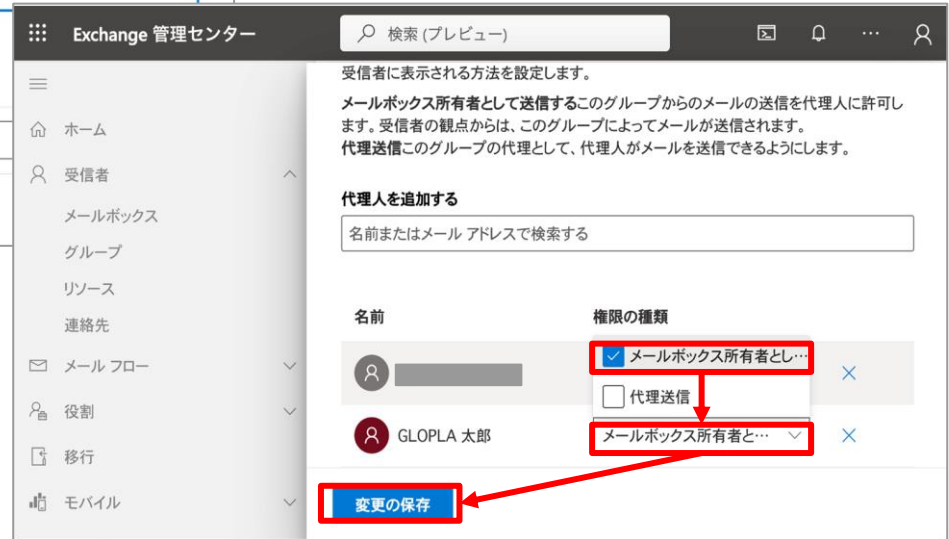 Exchange 管理センター
検索 (プレビュー)
受信者に表示される方法を設定します。
メールボックス所有者として送信するこのグループからのメールの送信を代理人に許可し
ます。受信者の観点からは、このグループによってメールが送信されます。
代理送信このグループの代理として、代理人がメールを送信できるようにします。
ホーム
受信者
メールボックス
グループ
リソース
連絡先
メール フロー
役割
移行
モバイル
代理人を追加する
名前またはメール アドレスで検索する
名前 権限の種類
メールボックス所有者とし…
代理送信
GLOPLA 太郎 メールボックス所有者と…
変更の保存